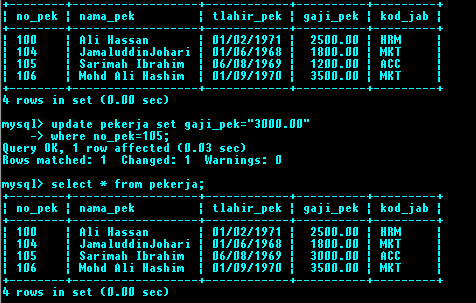 +--------+-----------------+------------+----------+---------+
| no_pek | nama_pek | tlahir_pek | gaji_pek | kod_jab |
+--------+-----------------+------------+----------+---------+
| 100 | Ali Hassan | 01/02/1971 | 2500.00 | HRM |
| 104 | JamaluddinJohari | 01/06/1968 | 1800.00 | MKT |
| 105 | Sarimah Ibrahim | 06/08/1969 | 1200.00 | ACC |
| 106 | Mohd Ali Hashim | 01/09/1970 | 3500.00 | MKT |
+--------+-----------------+------------+----------+---------+
4 rows in set (0.00 sec)
mysql> update pekerja set gaji_pek="3000.00"
-> where no_pek=105;
Query OK, 1 row affected (0.03 sec)
Rows matched: 1 Changed: 1 Warnings: 0
mysql> select * from pekerja;
+--------+-----------------+------------+----------+---------+
| no_pek | nama_pek | tlahir_pek | gaji_pek | kod_jab |
+--------+-----------------+------------+----------+---------+
| 100 | Ali Hassan | 01/02/1971 | 2500.00 | HRM |
| 104 | JamaluddinJohari | 01/06/1968 | 1800.00 | MKT |
| 105 | Sarimah Ibrahim | 06/08/1969 | 3000.00 | ACC |
| 106 | Mohd Ali Hashim | 01/09/1970 | 3500.00 | MKT |
+--------+-----------------+------------+----------+---------+
4 rows in set (0.00 sec)